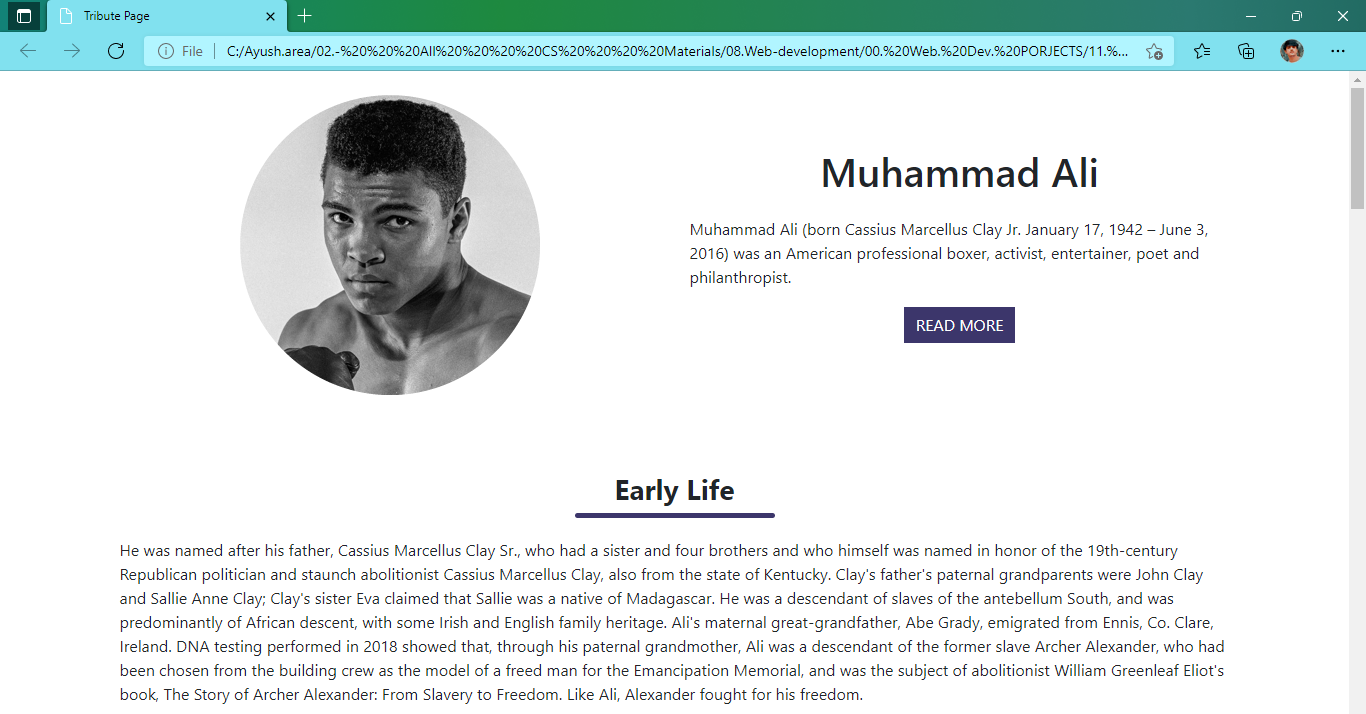 Tribute Page
File
C:/Ayush.area/02.-%20%20%20All%20%20%20%20CS%20%20%20%20Materials/08.Web-development/00.%20Web.%20Dev.%20PORJECTS/11.%...
Muhammad Ali
Muhammad Ali (born Cassius Marcellus Clay Jr. January 17, 1942 – June 3,
2016) was an American professional boxer, activist, entertainer, poet and
philanthropist.
READ MORE
Early Life
He was named after his father, Cassius Marcellus Clay Sr., who had a sister and four brothers and who himself was named in honor of the 19th-century
Republican politician and staunch abolitionist Cassius Marcellus Clay, also from the state of Kentucky. Clay's father's paternal grandparents were John Clay
and Sallie Anne Clay; Clay's sister Eva claimed that Sallie was a native of Madagascar. He was a descendant of slaves of the antebellum South, and was
predominantly of African descent, with some Irish and English family heritage. Ali's maternal great-grandfather, Abe Grady, emigrated from Ennis, Co. Clare,
Ireland. DNA testing performed in 2018 showed that, through his paternal grandmother, Ali was a descendant of the former slave Archer Alexander, who had
been chosen from the building crew as the model of a freed man for the Emancipation Memorial, and was the subject of abolitionist William Greenleaf Eliot's
book, The Story of Archer Alexander: From Slavery to Freedom. Like Ali, Alexander fought for his freedom.